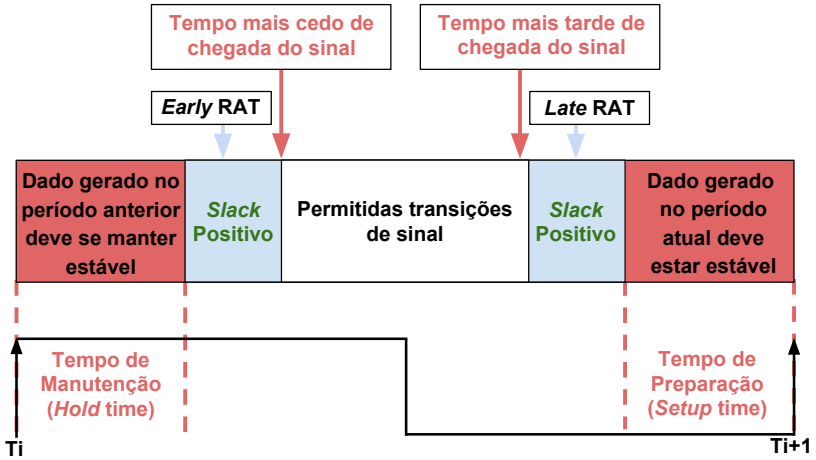 Tempo mais cedo de
chegada do sinal
Tempo mais tarde de
chegada do sinal
Early RAT
Late RAT
Dado gerado no
período anterior
deve se manter
estável
Slack
Positivo
Permitidas transições
de sinal
Slack
Positivo
Dado gerado
no período
atual deve
estar estável
Tempo de
Manutenção
(Hold time)
Tempo de
Preparação
(Setup time)
Ti
Ti+1